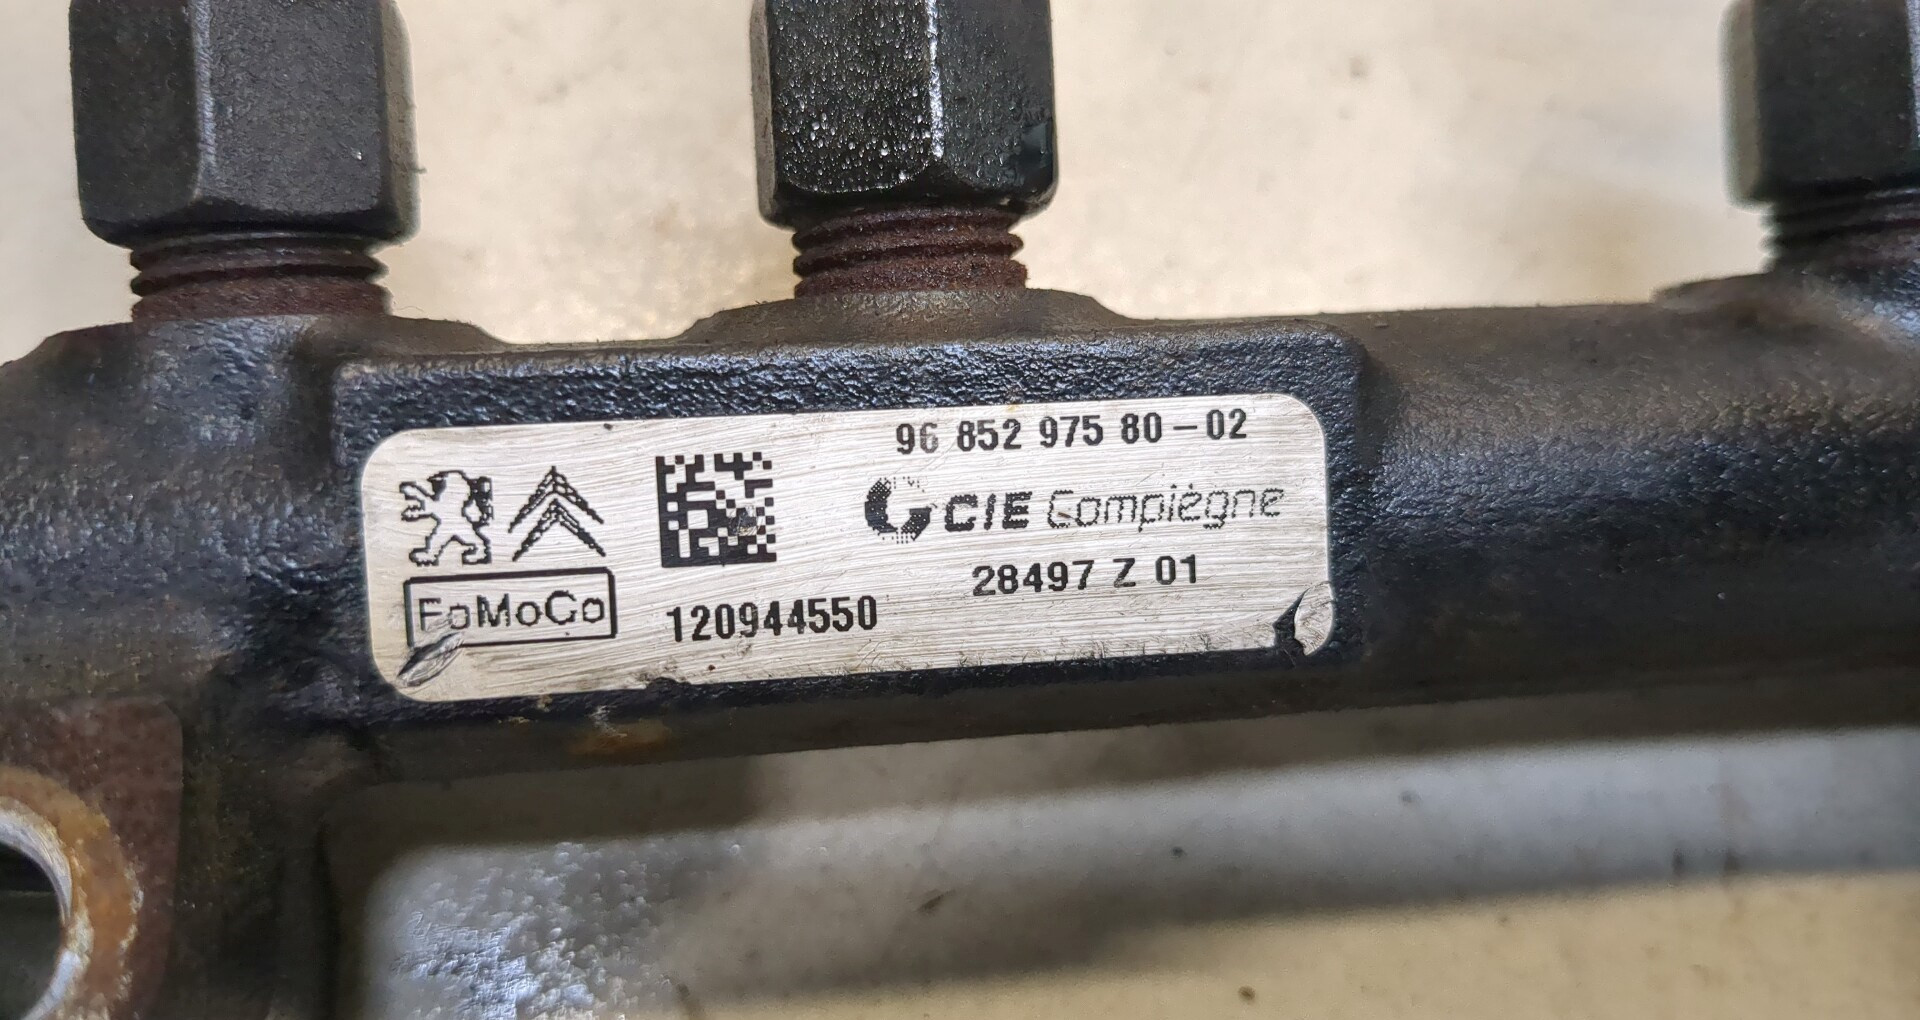 96 852 975 80-02
CIE Compiègne
28497 Z 01
FoMoCo
120944550